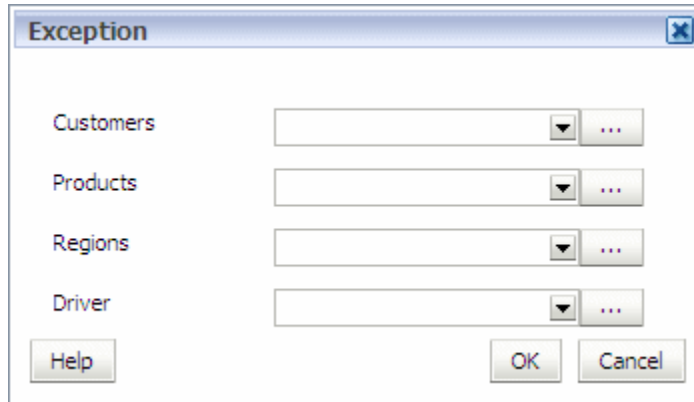 Exception
Customers ...
Products ...
Regions ...
Driver ...
Help OK Cancel